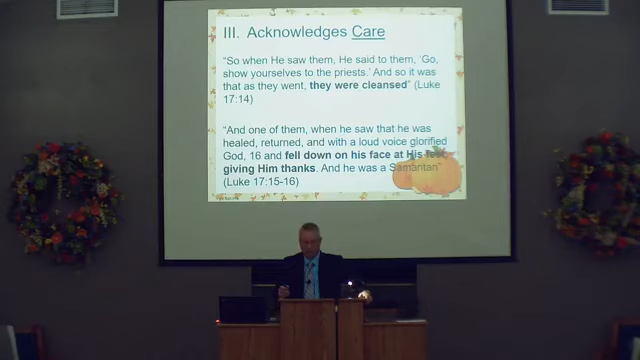 III. Acknowledges Care
"So when He saw them, He said to them, 'Go,
show yourselves to the priests.' And so it was
that as they went, they were cleansed" (Luke
17:14)
"And one of them, when he saw that he was
healed, returned, and with a loud voice glorified
God, 16 and fell down on his face at His feet,
giving Him thanks. And he was a Samaritan"
(Luke 17:15-16)